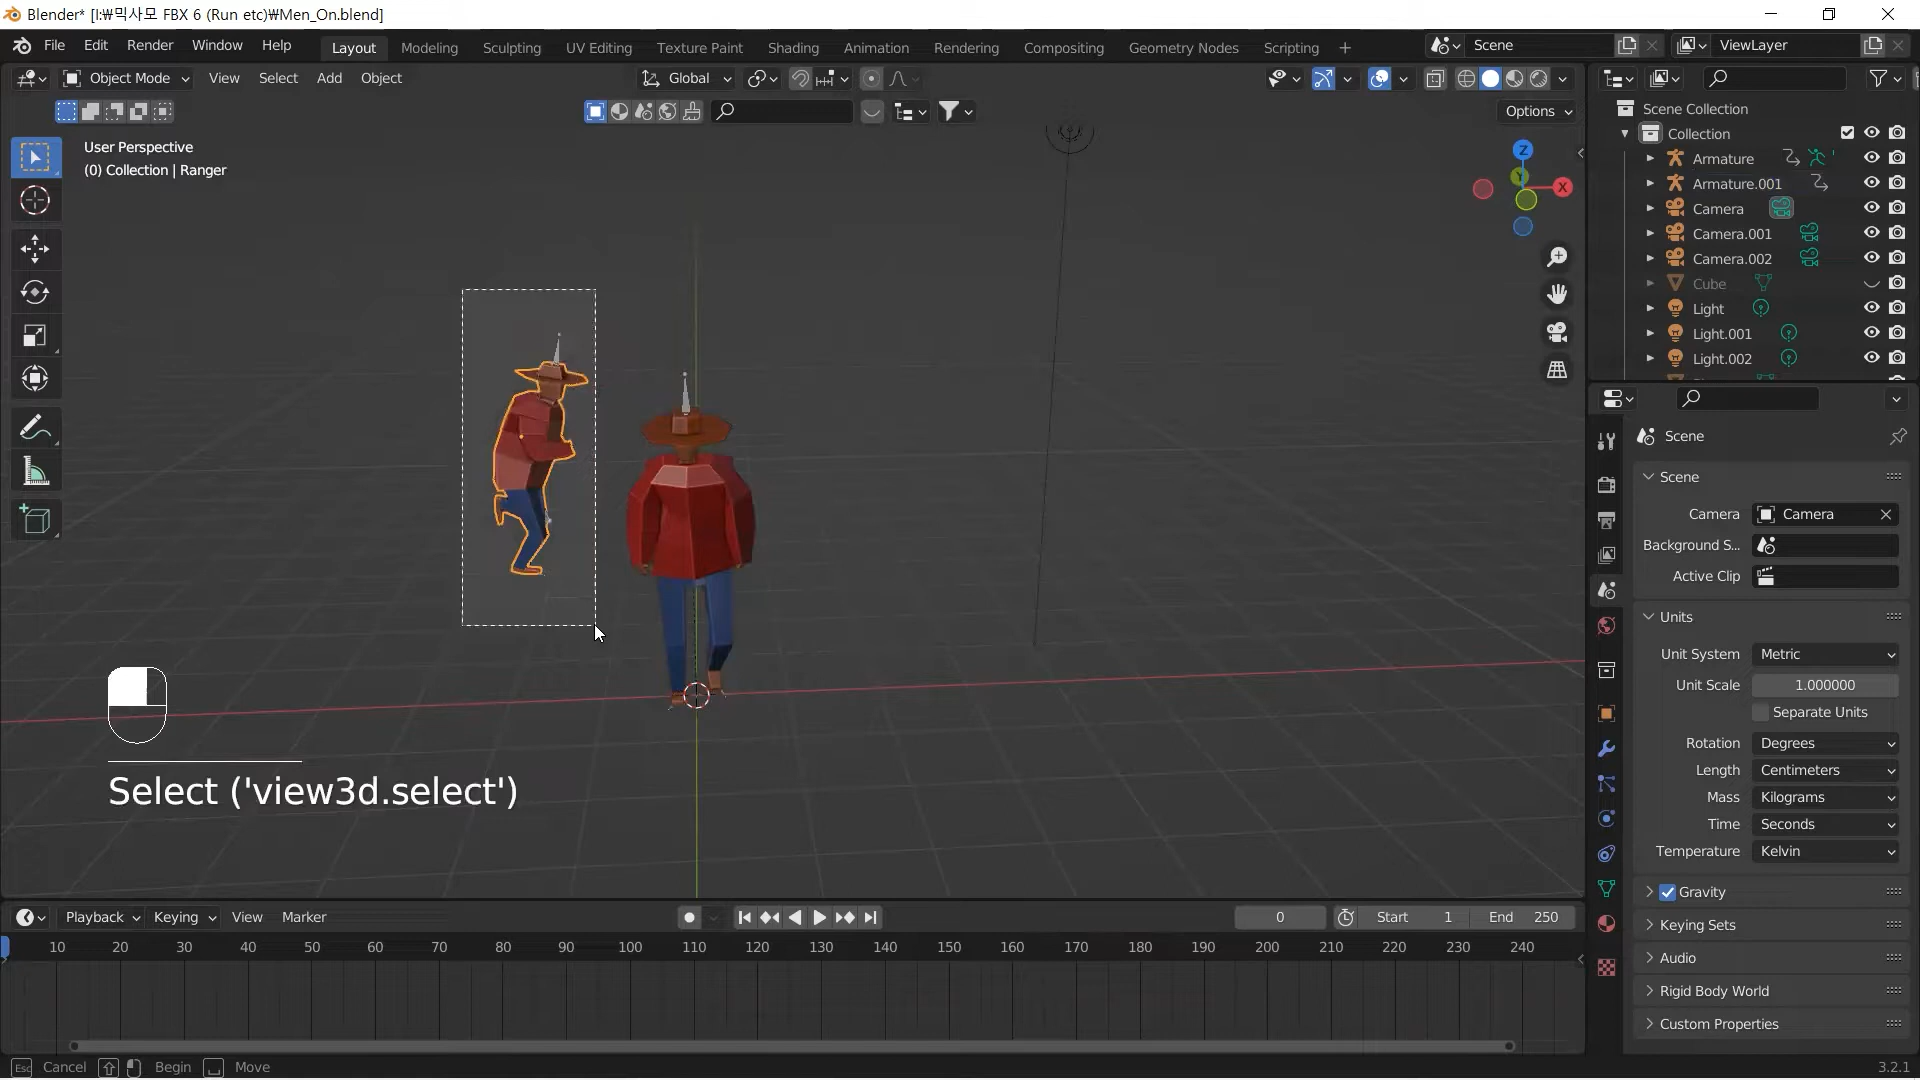 Blender* [I:₩믹사모 FBX 6 (Run etc)₩Men_On.blend]
File Edit Render Window Help
Layout Modeling Sculpting UV Editing Texture Paint Shading Animation Rendering Compositing Geometry Nodes Scripting +
Scene
ViewLayer
Object Mode View Select Add Object
Global
Options
User Perspective
(0) Collection | Ranger
Z
Y
X
Select ('view3d.select')
Scene Collection
Collection
Armature
Armature.001
Camera
Camera.001
Camera.002
Cube
Light
Light.001
Light.002
Scene
Scene
Camera Camera
Background S...
Active Clip
Units
Unit System Metric
Unit Scale 1.000000
Separate Units
Rotation Degrees
Length Centimeters
Mass Kilograms
Time Seconds
Temperature Kelvin
Gravity
Keying Sets
Audio
Rigid Body World
Custom Properties
Playback Keying View Marker
0 Start 1 End 250
10 20 30 40 50 60 70 80 90 100 110 120 130 140 150 160 170 180 190 200 210 220 230 240
Esc Cancel Begin Move
3.2.1